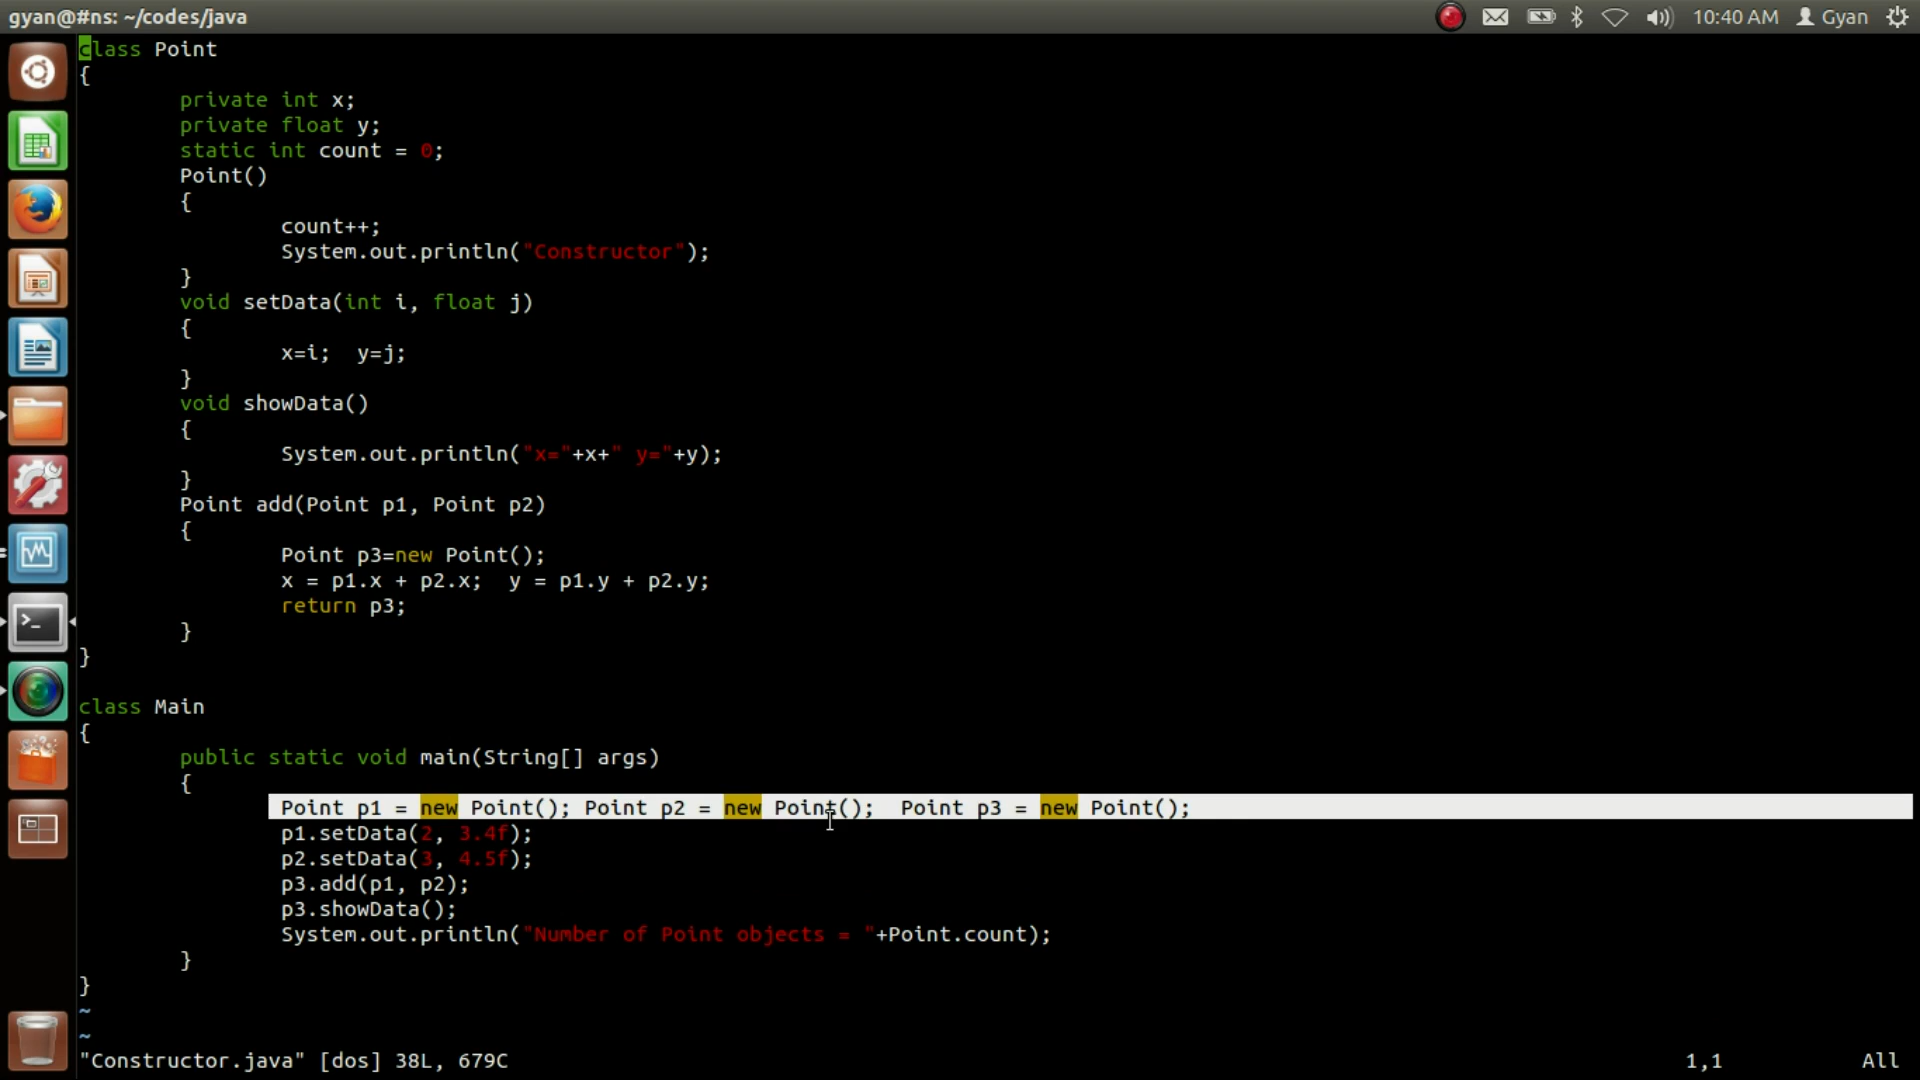 gyan@#ns: ~/codes/java
10:40 AM Gyan
class Point
{
private int x;
private float y;
static int count = 0;
Point()
{
count++;
System.out.println("Constructor");
}
void setData(int i, float j)
{
x=i;  y=j;
}
void showData()
{
System.out.println("x="+x+" y="+y);
}
Point add(Point p1, Point p2)
{
Point p3=new Point();
x = p1.x + p2.x;  y = p1.y + p2.y;
return p3;
}
}
class Main
{
public static void main(String[] args)
{
Point p1 = new Point(); Point p2 = new Point();  Point p3 = new Point();
p1.setData(2, 3.4f);
p2.setData(3, 4.5f);
p3.add(p1, p2);
p3.showData();
System.out.println("Number of Point objects = "+Point.count);
}
}
~
~
"Constructor.java" [dos] 38L, 679C 1,1 All